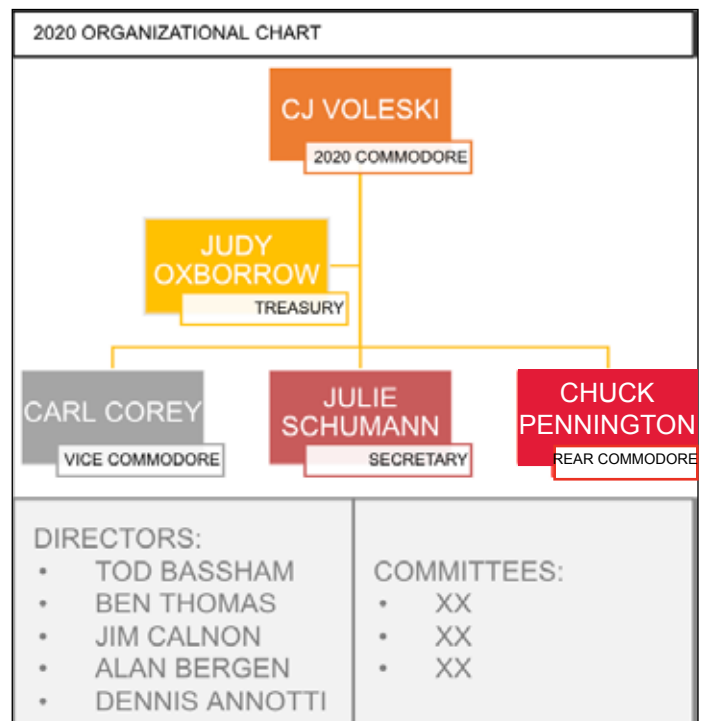 2020 ORGANIZATIONAL CHART
CJ VOLESKI
2020 COMMODORE
JUDY
OXBORROW
TREASURY
CARL COREY
VICE COMMODORE
JULIE
SCHUMANN
SECRETARY
CHUCK
PENNINGTON
REAR COMMODORE
DIRECTORS:
• TOD BASSHAM
• BEN THOMAS
• JIM CALNON
• ALAN BERGEN
• DENNIS ANNOTTI
COMMITTEES:
• XX
• XX
• XX